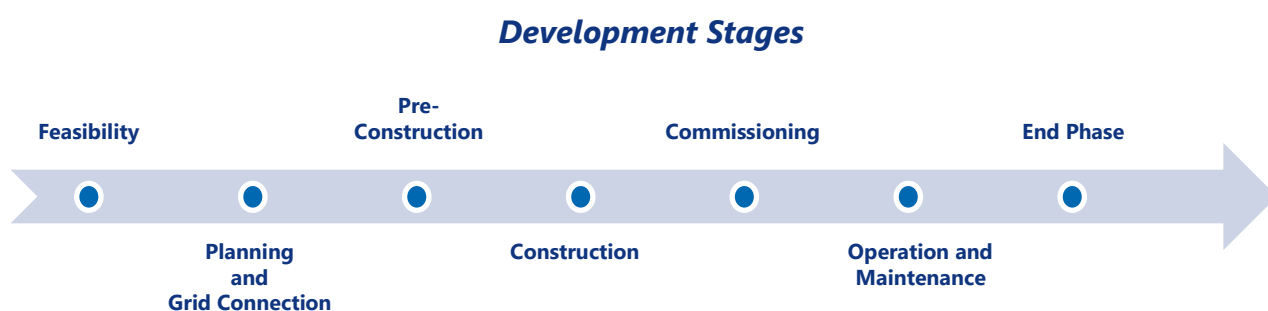 Development Stages
Feasibility
Planning
and
Grid Connection
Pre-
Construction
Construction
Commissioning
Operation and
Maintenance
End Phase